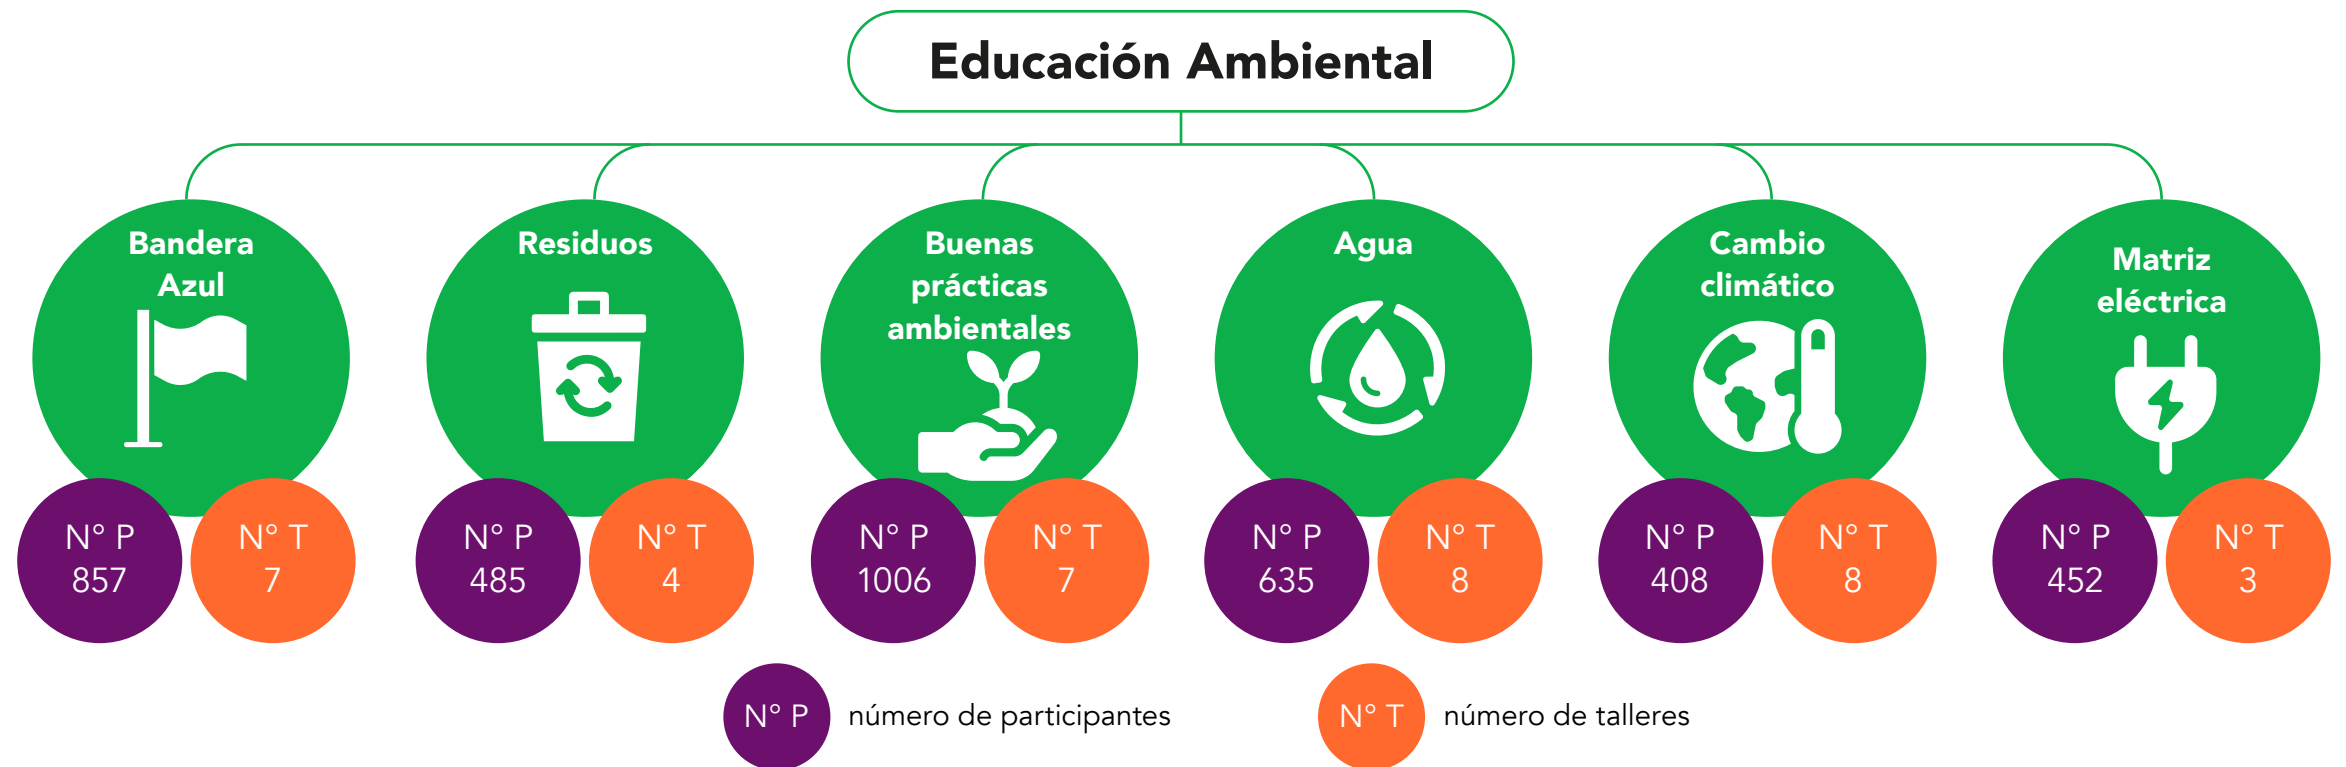 Educación Ambiental
Bandera
Azul
Residuos
Buenas
prácticas
ambientales
Agua
Cambio
climático
Matriz
eléctrica
N° P
857
N° T
7
N° P
485
N° T
4
N° P
1006
N° T
7
N° P
635
N° T
8
N° P
408
N° T
8
N° P
452
N° T
3
N° P
número de participantes
N° T
número de talleres